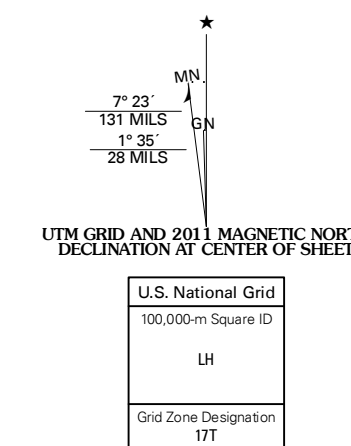 ★
MN
7° 23´
131 MILS
GN
1° 35´
28 MILS
UTM GRID AND 2011 MAGNETIC NORT
DECLINATION AT CENTER OF SHEET
U.S. National Grid
100,000-m Square ID
LH
Grid Zone Designation
17T